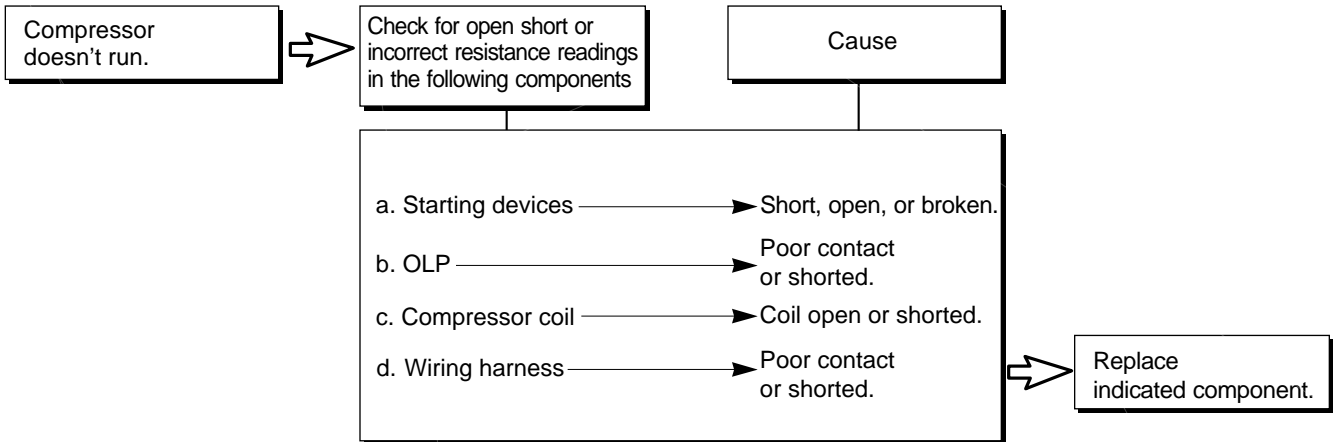 Compressor
doesn't run.
Check for open short or
incorrect resistance readings
in the following components
Cause
a. Starting devices
Short, open, or broken.
b. OLP
Poor contact
or shorted.
c. Compressor coil
Coil open or shorted.
d. Wiring harness
Poor contact
or shorted.
Replace
indicated component.